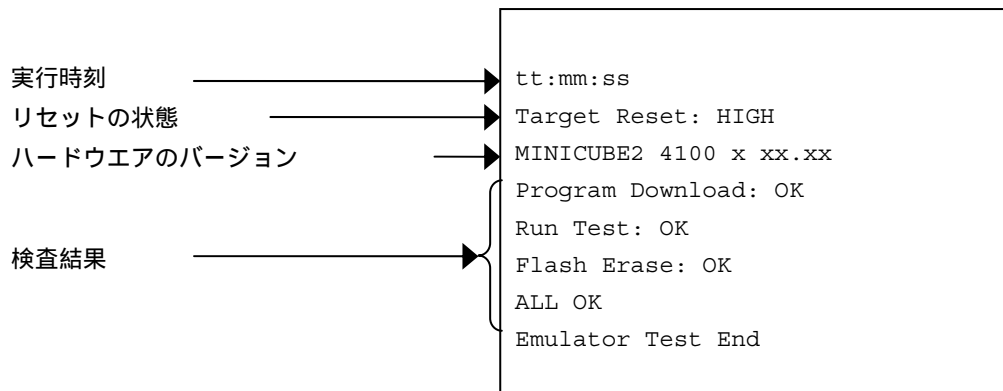 実行時刻
tt:mm:ss
リセットの状態
Target Reset: HIGH
ハードウエアのバージョン
MINICUBE2 4100 x xx.xx
Program Download: OK
Run Test: OK
検査結果
Flash Erase: OK
ALL OK
Emulator Test End